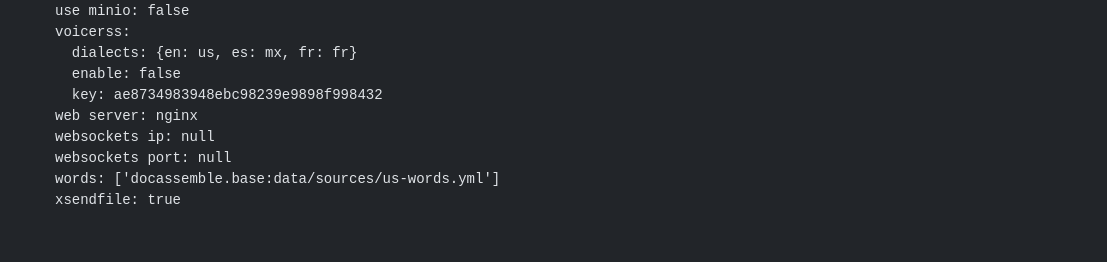 use minio: false
voicerss:
  dialects: {en: us, es: mx, fr: fr}
  enable: false
  key: ae8734983948ebc98239e9898f998432
web server: nginx
websockets ip: null
websockets port: null
words: ['docassemble.base:data/sources/us-words.yml']
xsendfile: true